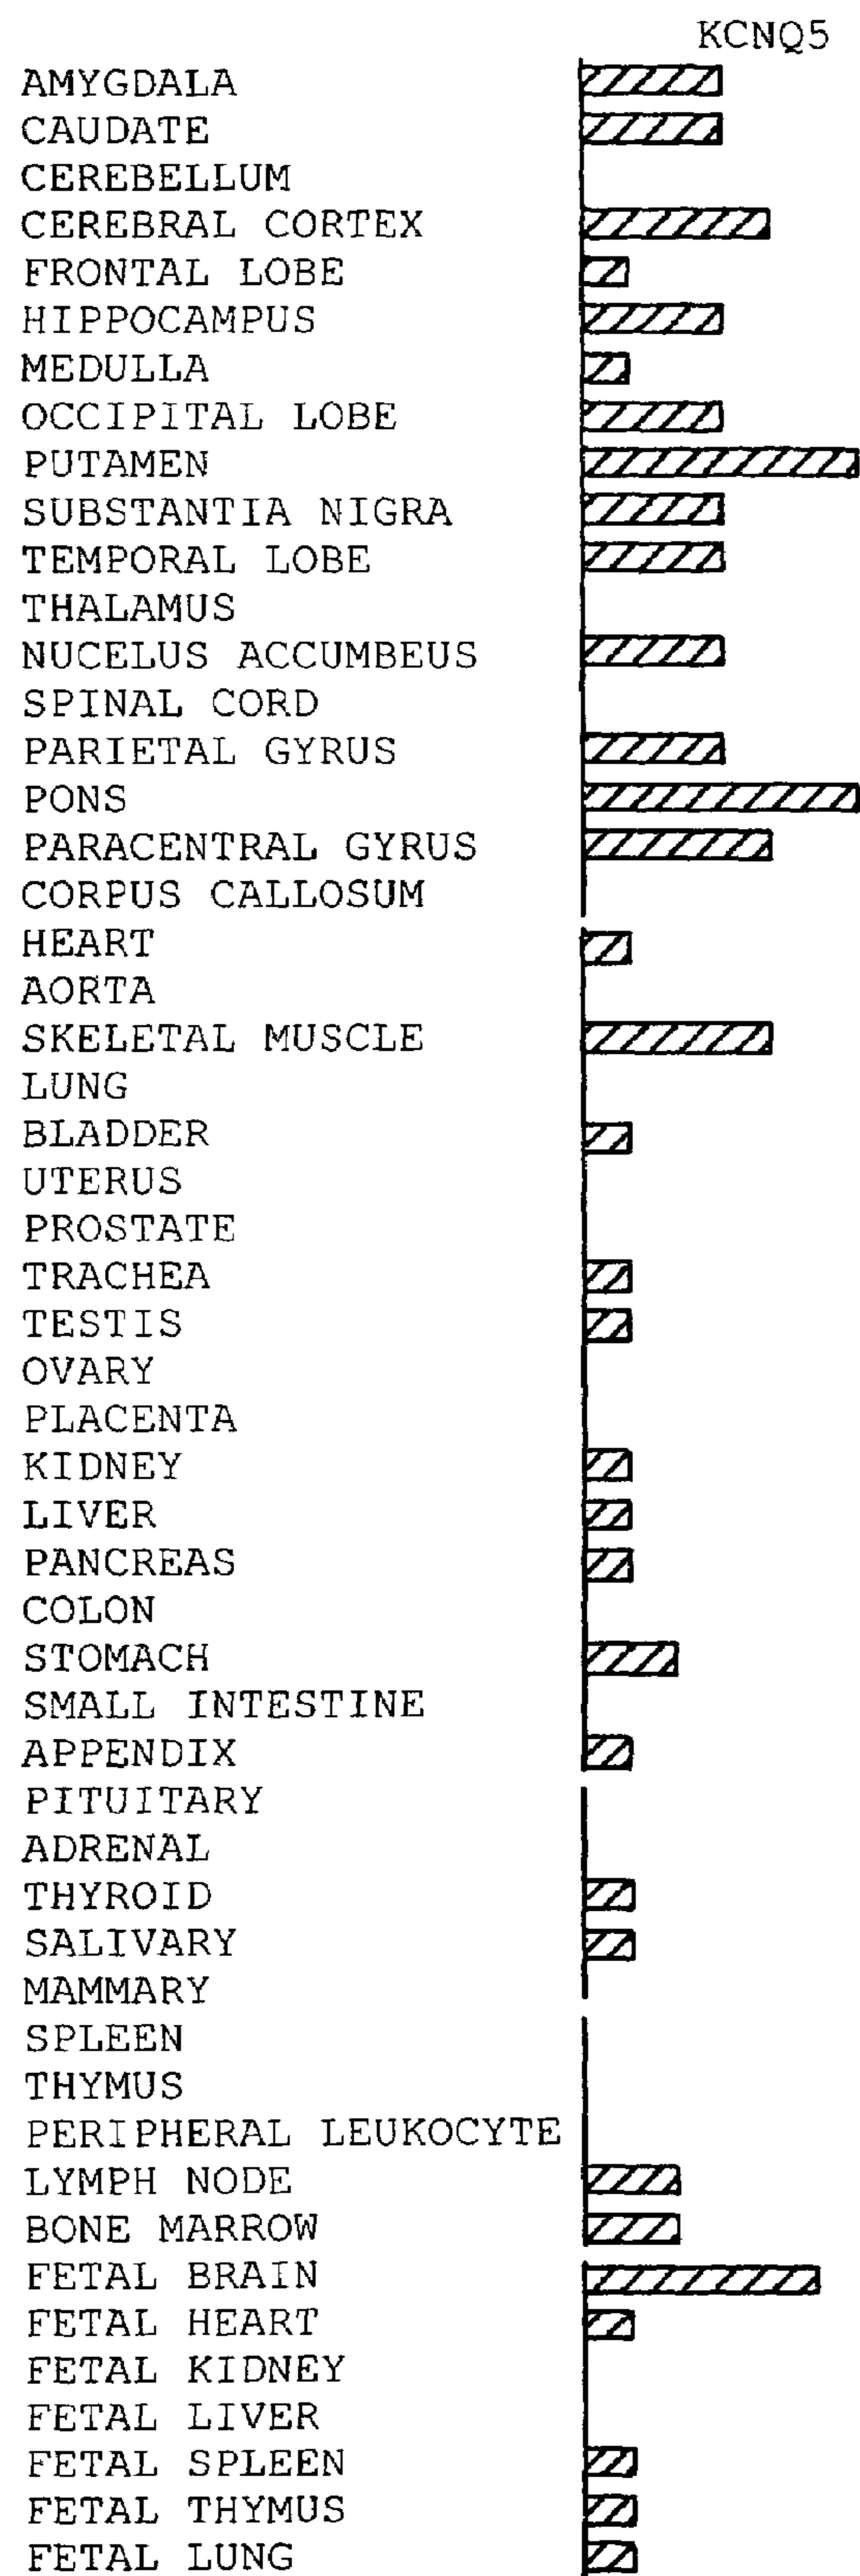 KCNQ5
AMYGDALA
CAUDATE
CEREBELLUM
CEREBRAL CORTEX
FRONTAL LOBE
HIPPOCAMPUS
MEDULLA
OCCIPITAL LOBE
PUTAMEN
SUBSTANTIA NIGRA
TEMPORAL LOBE
THALAMUS
NUCELUS ACCUMBEUS
SPINAL CORD
PARIETAL GYRUS
PONS
PARACENTRAL GYRUS
CORPUS CALLOSUM
HEART
AORTA
SKELETAL MUSCLE
LUNG
BLADDER
UTERUS
PROSTATE
TRACHEA
TESTIS
OVARY
PLACENTA
KIDNEY
LIVER
PANCREAS
COLON
STOMACH
SMALL INTESTINE
APPENDIX
PITUITARY
ADRENAL
THYROID
SALIVARY
MAMMARY
SPLEEN
THYMUS
PERIPHERAL LEUKOCYTE
LYMPH NODE
BONE MARROW
FETAL BRAIN
FETAL HEART
FETAL KIDNEY
FETAL LIVER
FETAL SPLEEN
FETAL THYMUS
FETAL LUNG